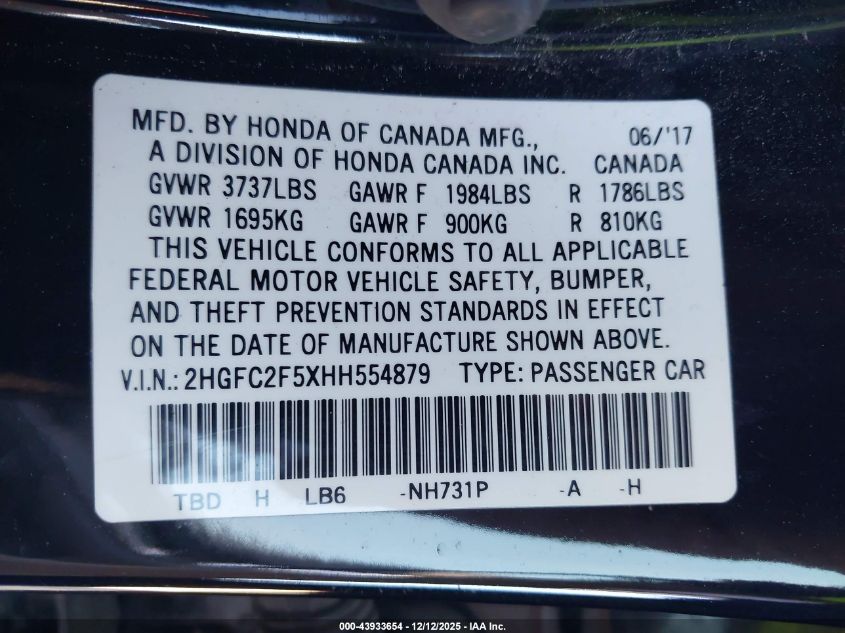 MFD. BY HONDA OF CANADA MFG., 06/'17
A DIVISION OF HONDA CANADA INC. CANADA
GVWR 3737LBS GAWR F 1984LBS R 1786LBS
GVWR 1695KG GAWR F 900KG R 810KG
THIS VEHICLE CONFORMS TO ALL APPLICABLE
FEDERAL MOTOR VEHICLE SAFETY, BUMPER,
AND THEFT PREVENTION STANDARDS IN EFFECT
ON THE DATE OF MANUFACTURE SHOWN ABOVE.
V.I.N.: 2HGFC2F5XHH554879 TYPE: PASSENGER CAR
TBD H LB6 -NH731P -A -H
000-43933654 - 12/12/2025 - IAA Inc.